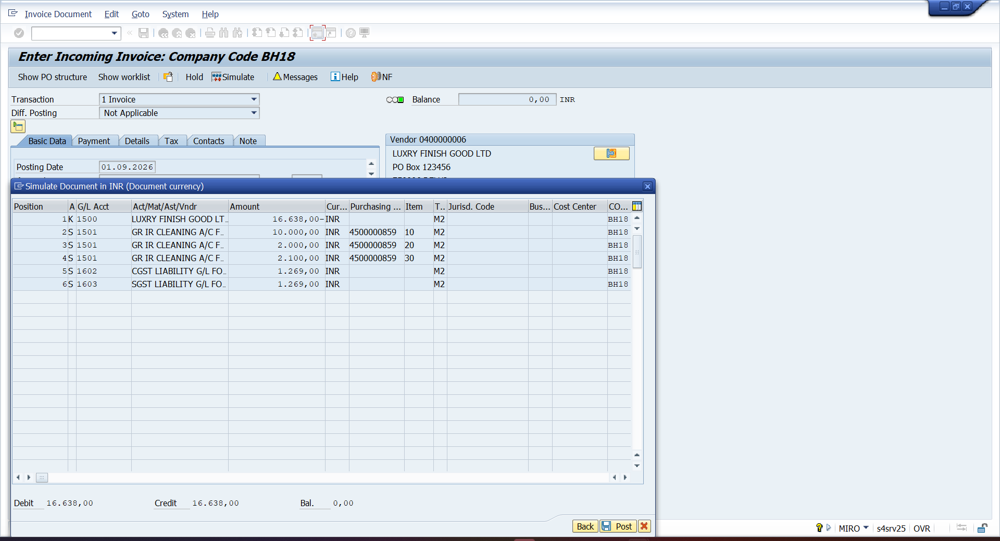 Invoice Document Edit Goto System Help
Enter Incoming Invoice: Company Code BH18
Show PO structure Show worklist Hold Simulate Messages Help NF
Transaction 1 Invoice Balance 0,00 INR
Diff. Posting Not Applicable
Basic Data Payment Details Tax Contacts Note
Vendor 0400000006
LUXRY FINISH GOOD LTD
Posting Date 01.09.2026
PO Box 123456
Simulate Document in INR (Document currency)
Position A G/L Acct Act/Mat/Ast/Vndr Amount Cur... Purchasing ... Item T.. Jurisd. Code Bus... Cost Center CO...
1 K 1500 LUXRY FINISH GOOD LT... 16.638,00- INR M2 BH18
2 S 1501 GR IR CLEANING A/C F... 10.000,00 INR 4500000859 10 M2 BH18
3 S 1501 GR IR CLEANING A/C F... 2.000,00 INR 4500000859 20 M2 BH18
4 S 1501 GR IR CLEANING A/C F... 2.100,00 INR 4500000859 30 M2 BH18
5 S 1602 CGST LIABILITY G/L FO... 1.269,00 INR M2 BH18
6 S 1603 SGST LIABILITY G/L FO... 1.269,00 INR M2 BH18
Debit 16.638,00 Credit 16.638,00 Bal. 0,00
Back Post
MIRO s4srv25 OVR